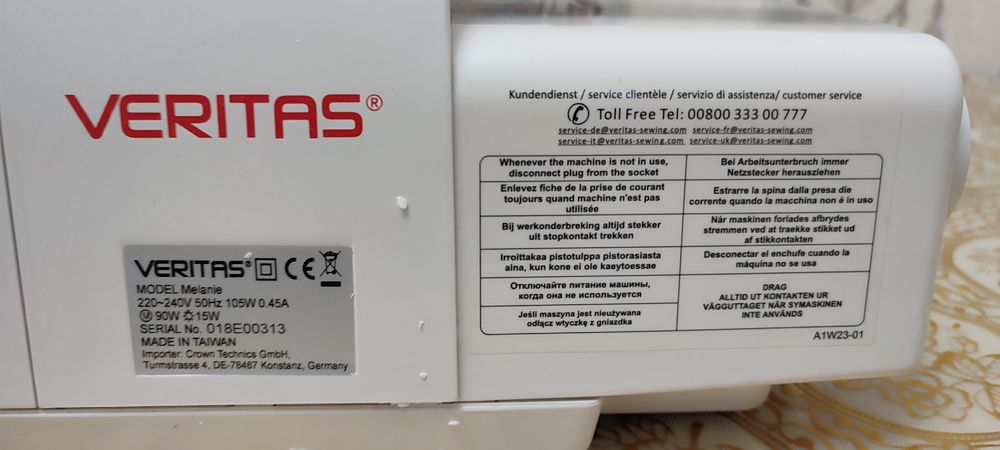 VERITAS®
VERITAS® CE
MODEL Melanie
220~240V 50Hz 105W 0.45A
Ⓜ 90W 15W
SERIAL No. 018E00313
MADE IN TAIWAN
Importer: Crown Technics GmbH,
Turmstrasse 4, DE-78467 Konstanz, Germany
Kundendienst / service clientèle / servizio di assistenza/ customer service
Toll Free Tel: 00800 333 00 777
service-de@veritas-sewing.com service-fr@veritas-sewing.com
service-it@veritas-sewing.com service-uk@veritas-sewing.com
Whenever the machine is not in use,
disconnect plug from the socket
Bei Arbeitsunterbruch immer
Netzstecker herausziehen
Enlevez fiche de la prise de courant
toujours quand machine n'est pas
utilisée
Estrarre la spina dalla presa die
corrente quando la macchina non é in uso
Bij werkonderbreking altijd stekker
uit stopkontakt trekken
Når maskinen foriades afbrydes
stremmen ved at traekke stikket ud
af stikkontakten
Irroittakaa pistotulppa pistorasiasta
aina, kun kone ei ole kaeytoessae
Desconectar el enchufe cuando la
máquina no se usa
Отключайте питание машины,
когда она не используется
Jeśli maszyna jest nieużywana
odłącz wtyczkę z gniazdka
DRAG
ALLTID UT KONTAKTEN UR
VÄGGUTTAGET NÄR SYMASKINEN
INTE ANVÄNDS
A1W23-01